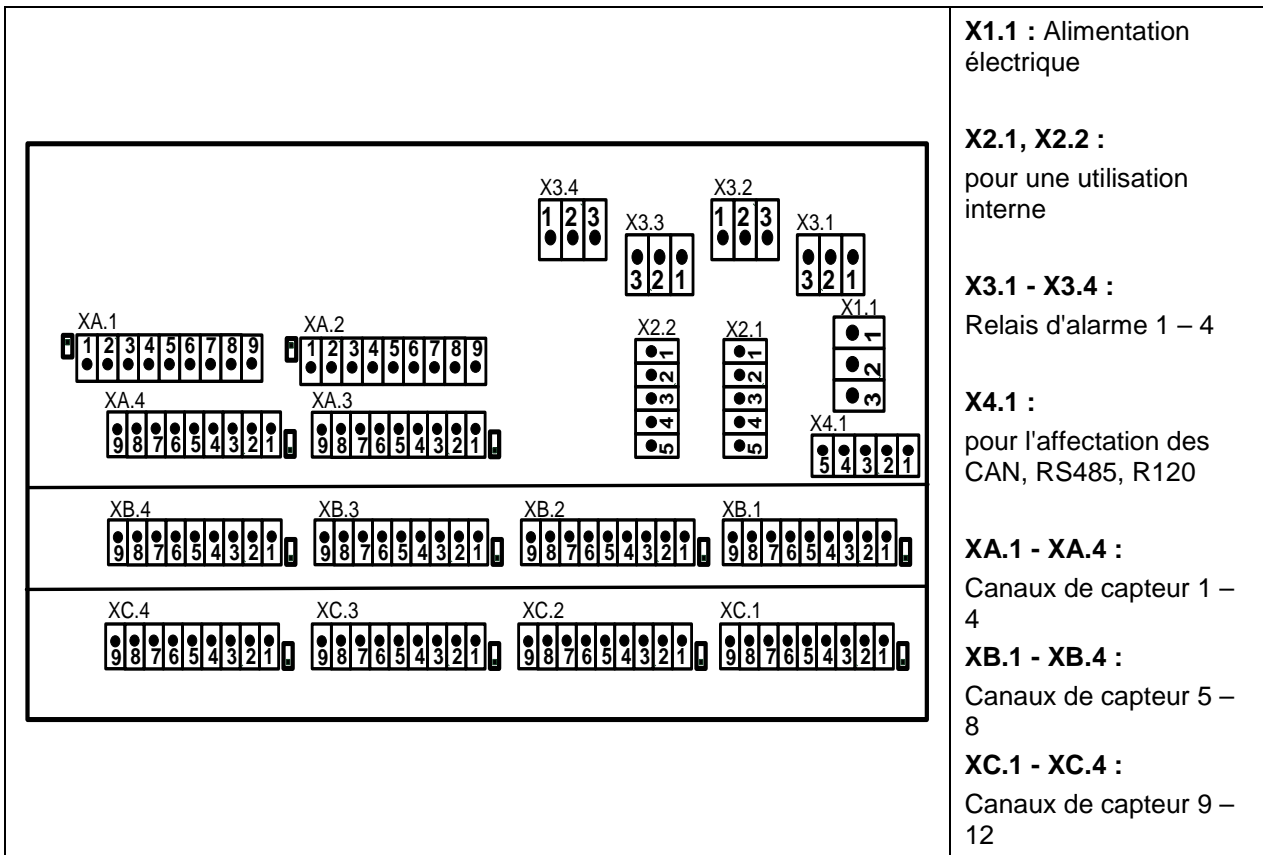 X3.4
X3.2
1 2 3
X3.3
1 2 3
X3.1
3 2 1
3 2 1
X1.1
1
2
3
XA.1
XA.2
X2.2
X2.1
1 2 3 4 5 6 7 8 9
1 2 3 4 5 6 7 8 9
1
2
3
4
5
1
2
3
4
5
XA.4
XA.3
9 8 7 6 5 4 3 2 1
9 8 7 6 5 4 3 2 1
X4.1
5 4 3 2 1
XB.4
XB.3
XB.2
XB.1
9 8 7 6 5 4 3 2 1
9 8 7 6 5 4 3 2 1
9 8 7 6 5 4 3 2 1
9 8 7 6 5 4 3 2 1
XC.4
XC.3
XC.2
XC.1
9 8 7 6 5 4 3 2 1
9 8 7 6 5 4 3 2 1
9 8 7 6 5 4 3 2 1
9 8 7 6 5 4 3 2 1
X1.1 : Alimentation
électrique
X2.1, X2.2 :
pour une utilisation
interne
X3.1 - X3.4 :
Relais d'alarme 1 – 4
X4.1 :
pour l'affectation des
CAN, RS485, R120
XA.1 - XA.4 :
Canaux de capteur 1 –
4
XB.1 - XB.4 :
Canaux de capteur 5 –
8
XC.1 - XC.4 :
Canaux de capteur 9 –
12